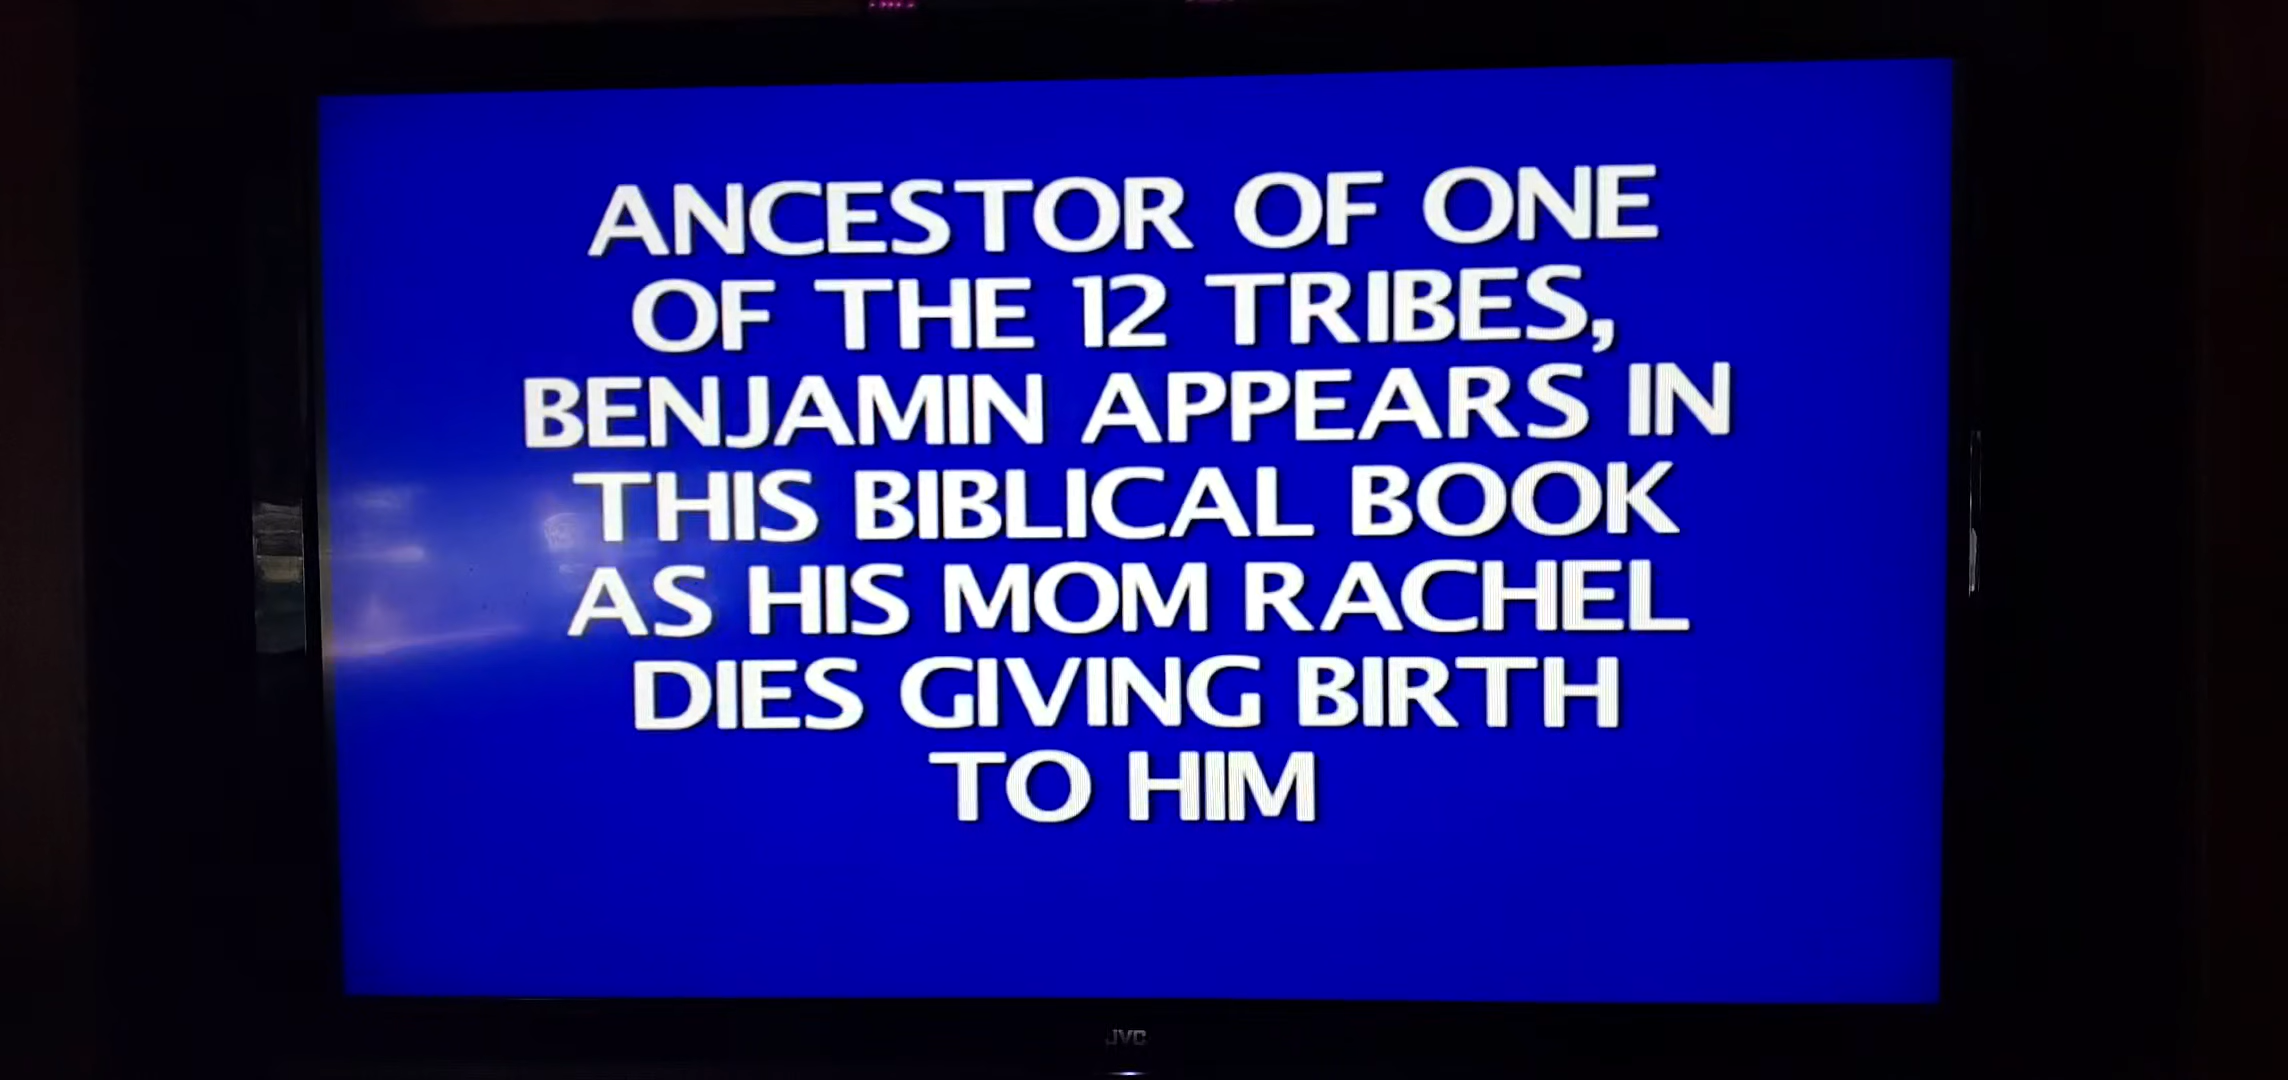 ANCESTOR OF ONE
OF THE 12 TRIBES,
BENJAMIN APPEARS IN
THIS BIBLICAL BOOK
AS HIS MOM RACHEL
DIES GIVING BIRTH
TO HIM
JVC